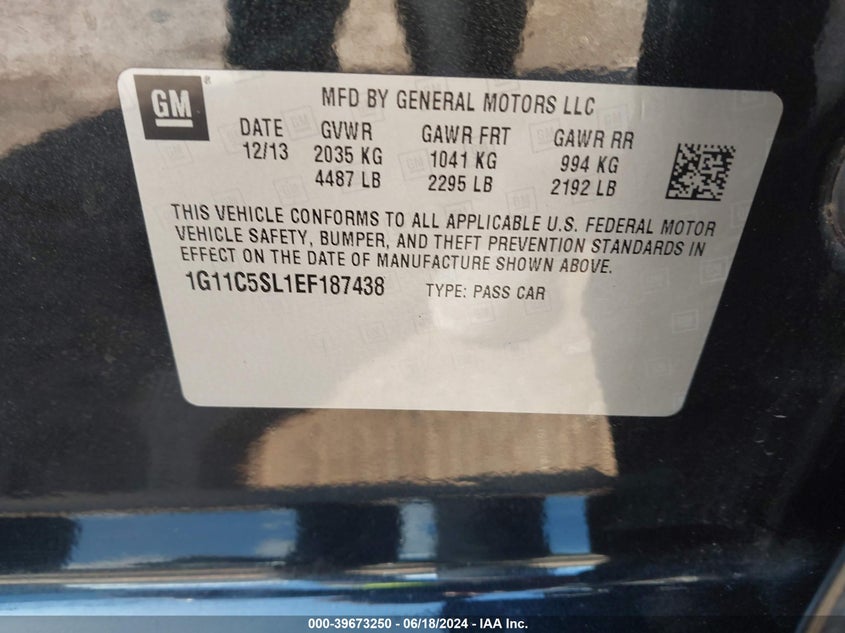 GM ®
MFD BY GENERAL MOTORS LLC
DATE GVWR GAWR FRT GAWR RR
12/13 2035 KG 1041 KG 994 KG
4487 LB 2295 LB 2192 LB
THIS VEHICLE CONFORMS TO ALL APPLICABLE U.S. FEDERAL MOTOR
VEHICLE SAFETY, BUMPER, AND THEFT PREVENTION STANDARDS IN
EFFECT ON THE DATE OF MANUFACTURE SHOWN ABOVE.
1G11C5SL1EF187438 TYPE: PASS CAR
000-39673250 - 06/18/2024 - IAA Inc.